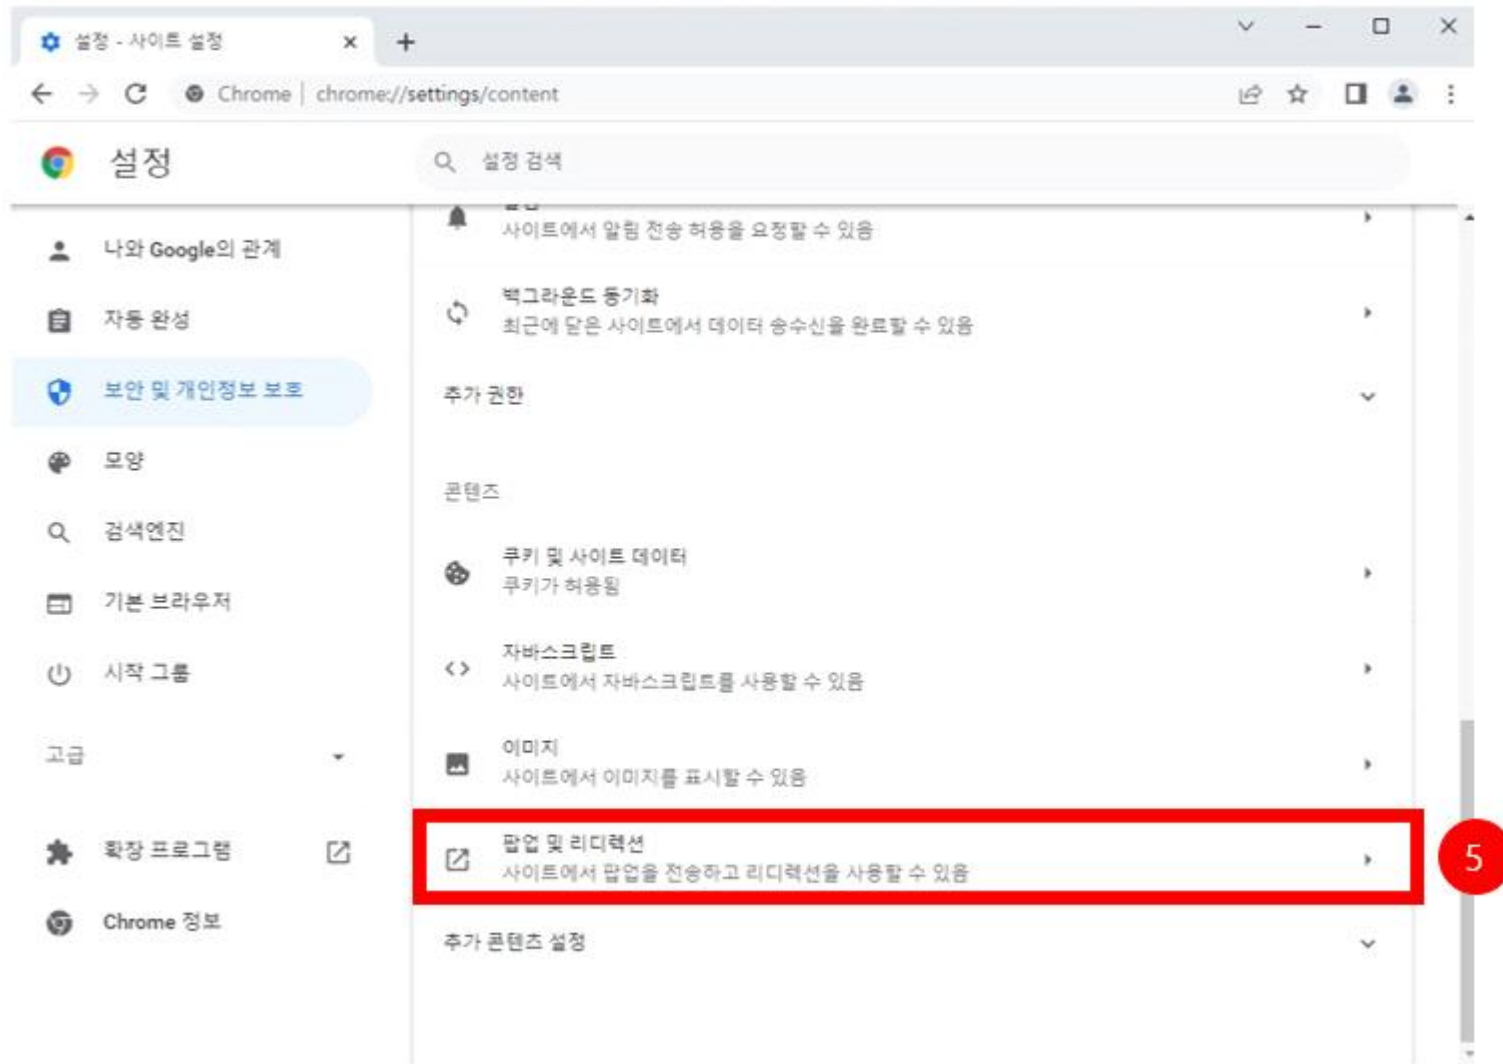 설정 - 사이트 설정
Chrome | chrome://settings/content
설정
설정 검색
나와 Google의 관계
자동 완성
보안 및 개인정보 보호
모양
검색엔진
기본 브라우저
시작 그룹
고급
확장 프로그램
Chrome 정보
사이트에서 알림 전송 허용을 요청할 수 있음
백그라운드 동기화
최근에 닫은 사이트에서 데이터 송수신을 완료할 수 있음
추가 권한
콘텐츠
쿠키 및 사이트 데이터
쿠키가 허용됨
자바스크립트
사이트에서 자바스크립트를 사용할 수 있음
이미지
사이트에서 이미지를 표시할 수 있음
팝업 및 리디렉션
사이트에서 팝업을 전송하고 리디렉션을 사용할 수 있음
5
추가 콘텐츠 설정